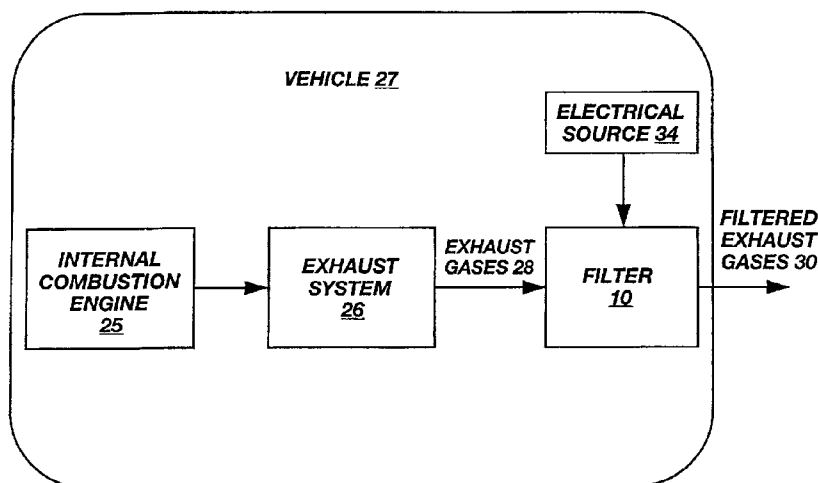 VEHICLE 27
ELECTRICAL
SOURCE 34
INTERNAL
COMBUSTION
ENGINE
25
EXHAUST
SYSTEM
26
EXHAUST
GASES 28
FILTER
10
FILTERED
EXHAUST
GASES 30